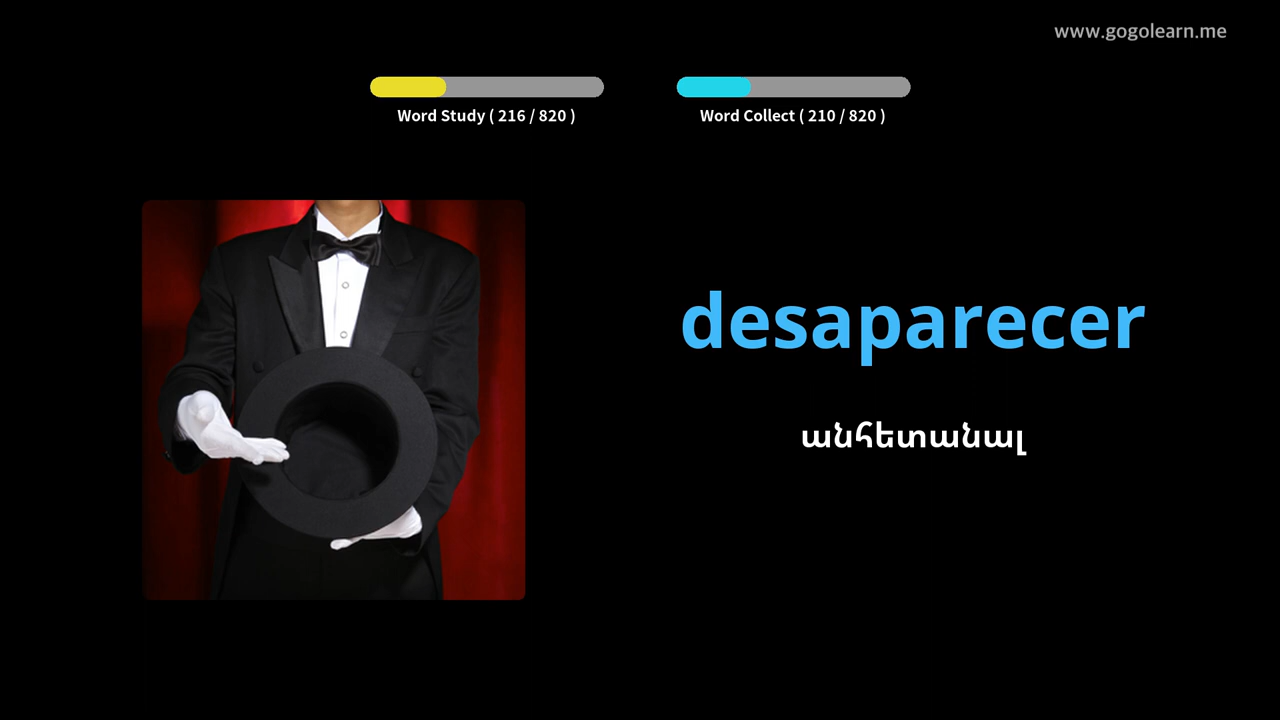 www.gogolearn.me
Word Study ( 216 / 820 )
Word Collect ( 210 / 820 )
desaparecer
անհետանալ